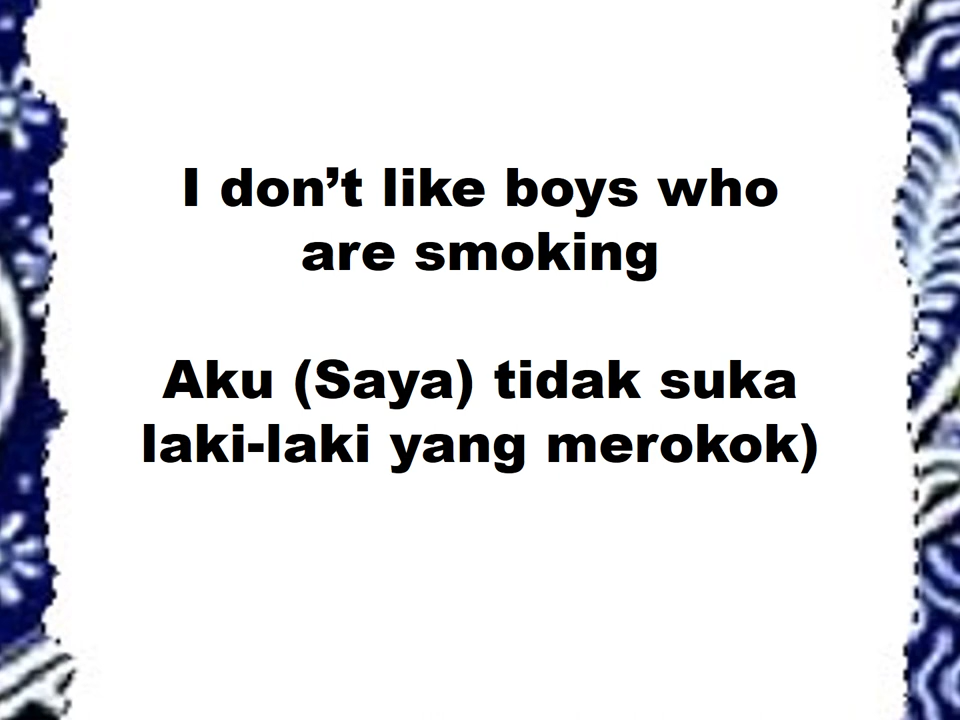 I don’t like boys who
are smoking
Aku (Saya) tidak suka
laki-laki yang merokok)